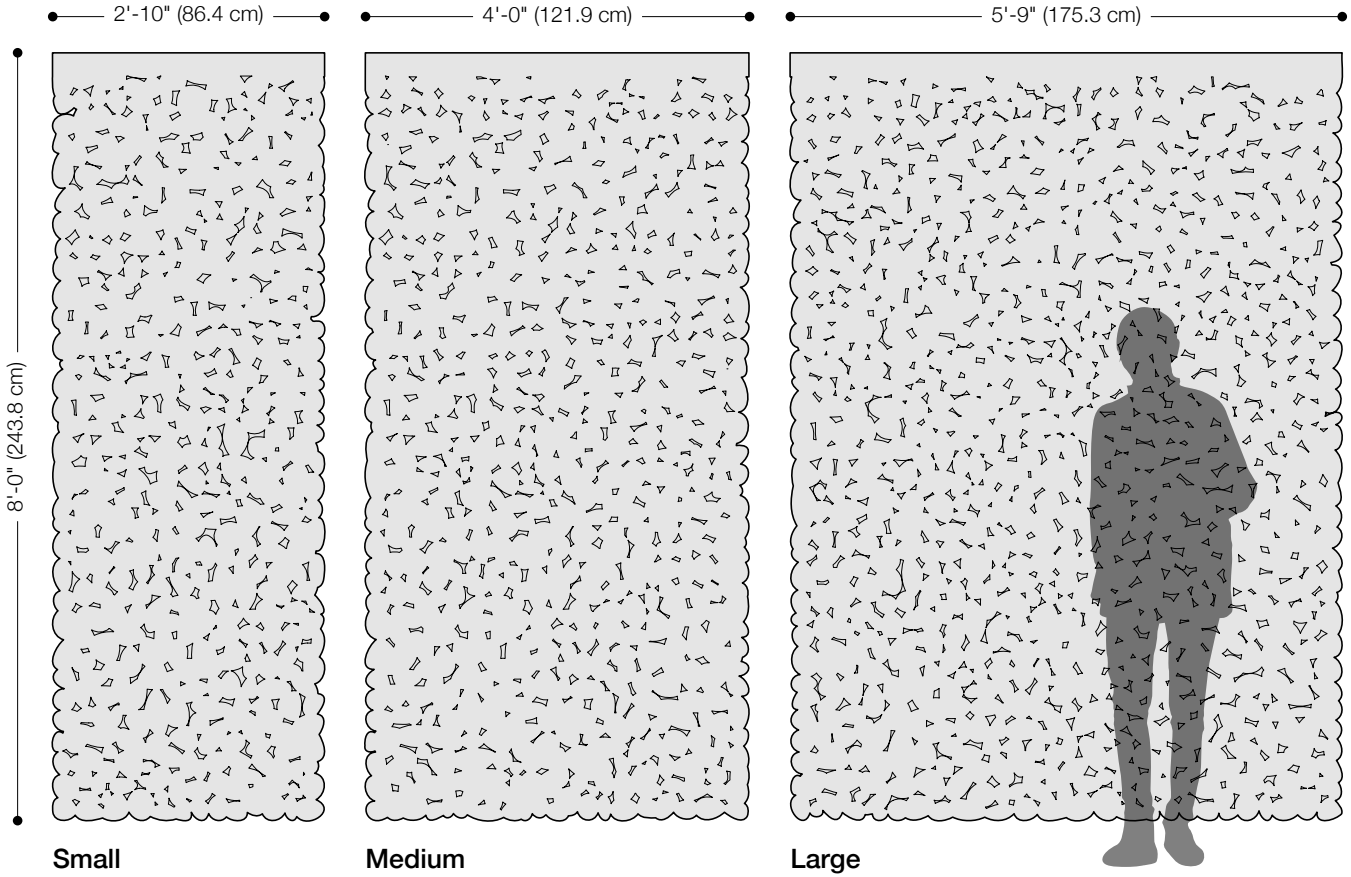 2'-10" (86.4 cm)
4'-0" (121.9 cm)
5'-9" (175.3 cm)
8'-0" (243.8 cm)
Small
Medium
Large